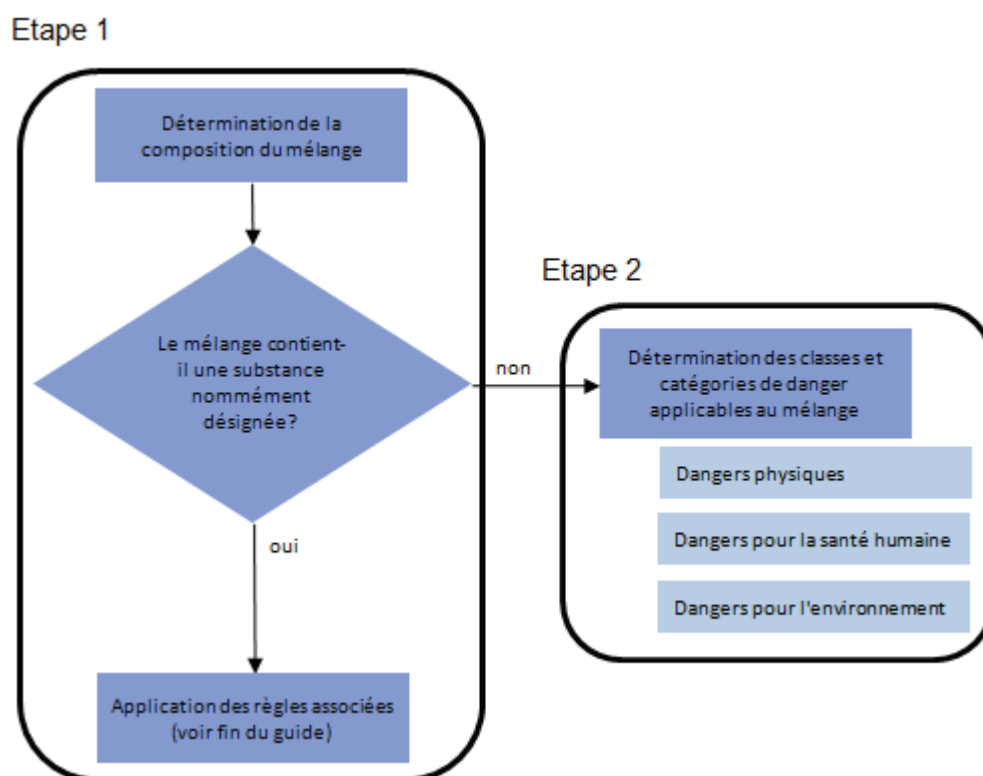 Etape 1
Détermination de la
composition du mélange
Le mélange contient-
il une substance
nommément
désignée?
oui
Application des règles associées
(voir fin du guide)
non
Etape 2
Détermination des classes et
catégories de danger
applicables au mélange
Dangers physiques
Dangers pour la santé humaine
Dangers pour l'environnement